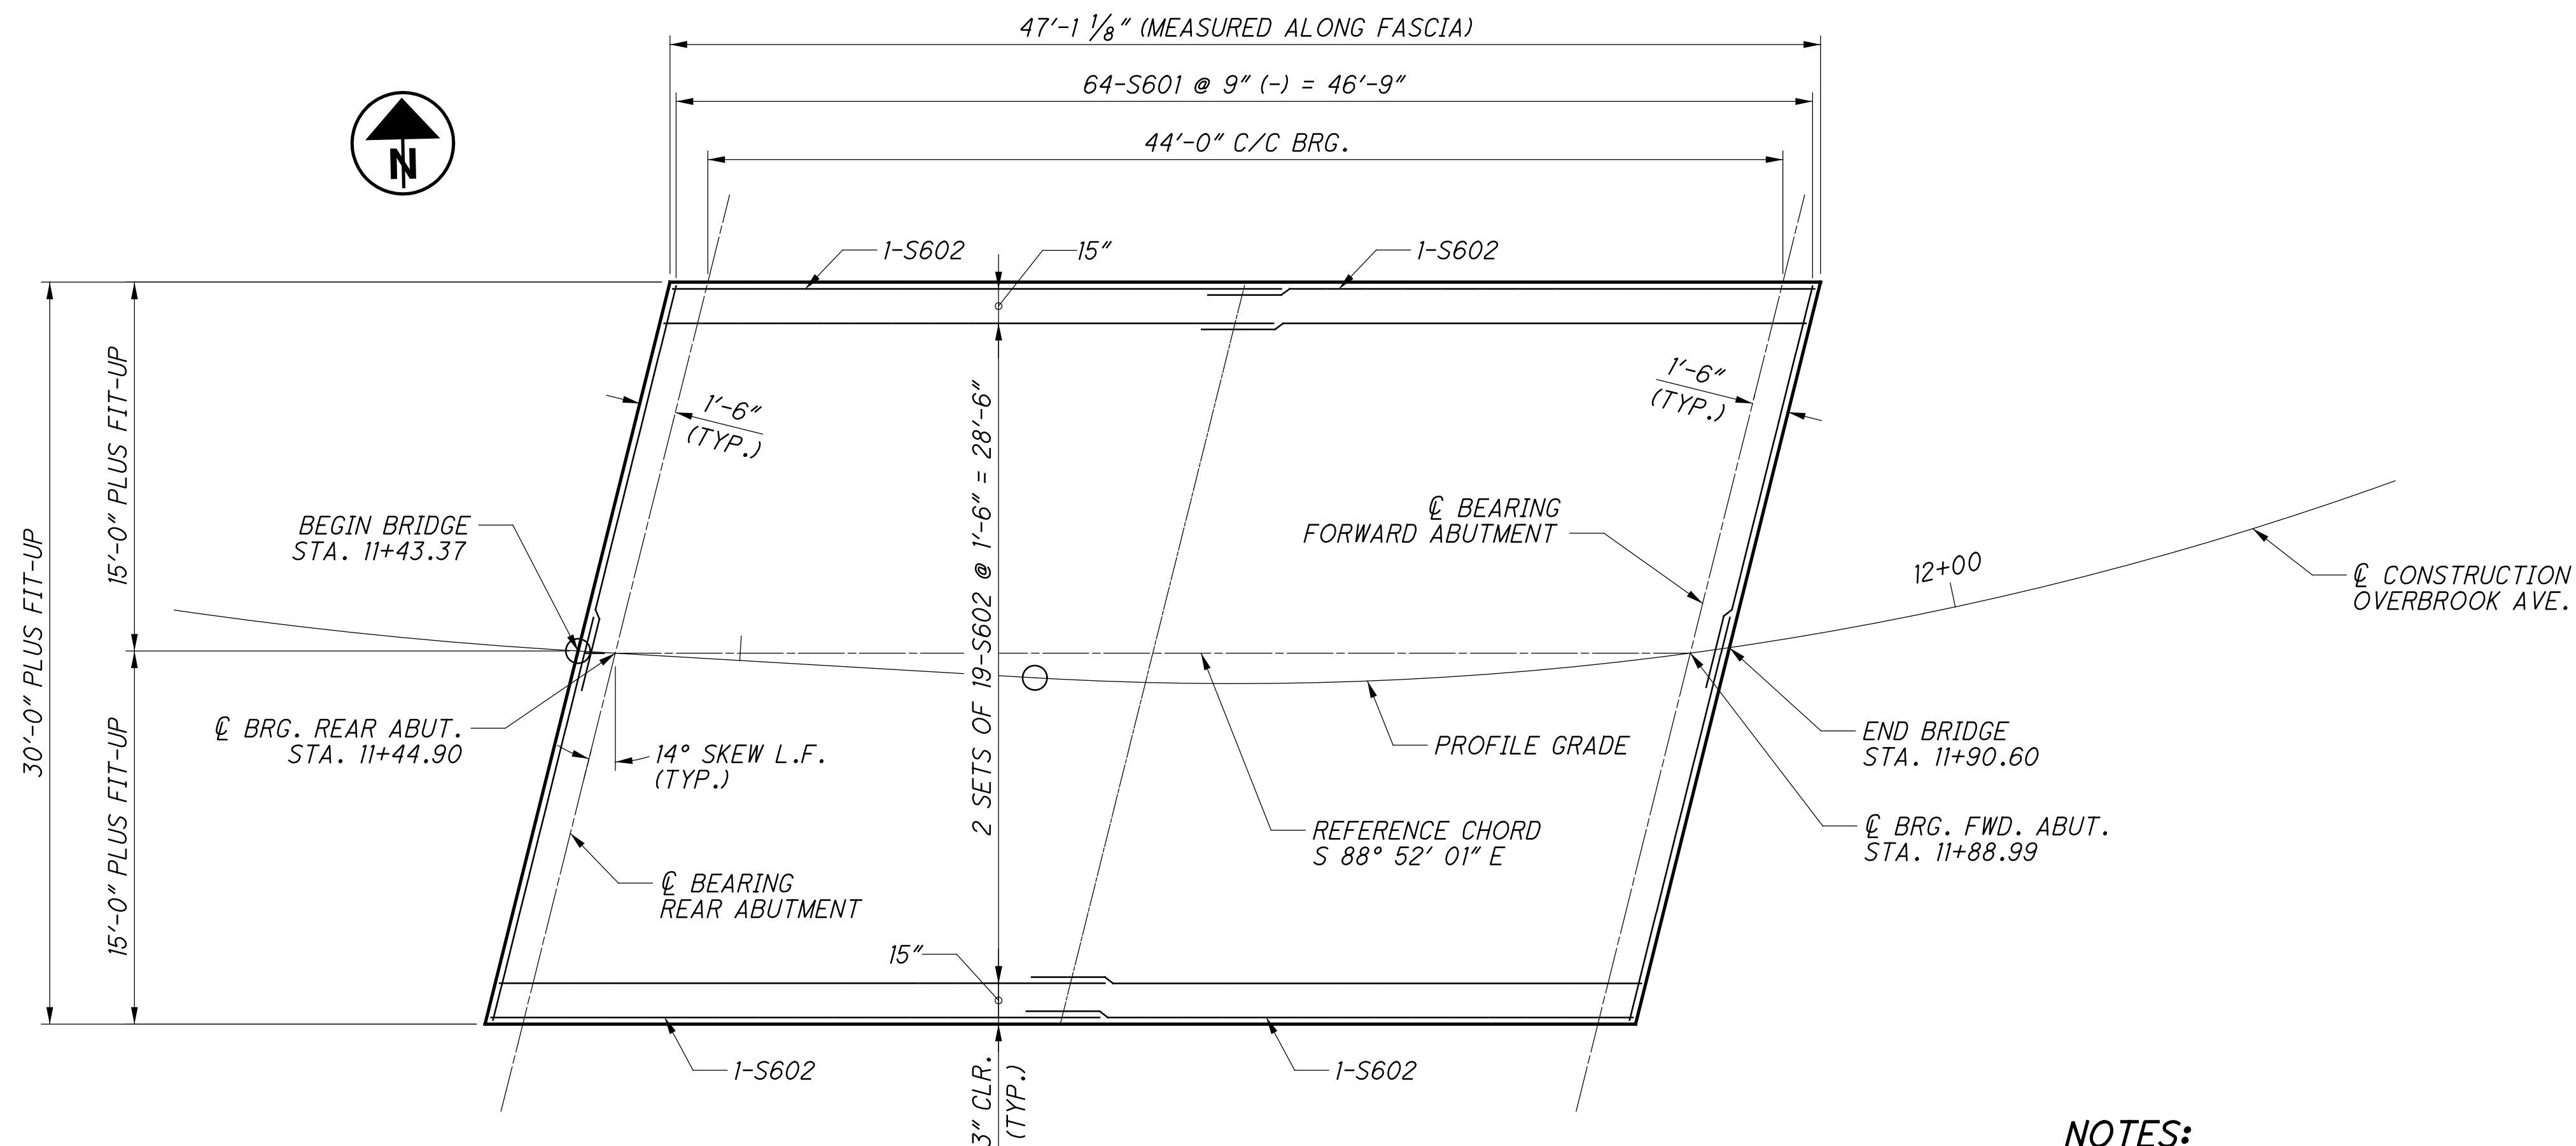 47'-1 1/8" (MEASURED ALONG FASCIA)
64-S601 @ 9" (-) = 46'-9"
44'-0" C/C BRG.
N
1-S602
15"
1-S602
1'-6"
(TYP.)
1'-6"
(TYP.)
30'-0" PLUS FIT-UP
15'-0" PLUS FIT-UP
15'-0" PLUS FIT-UP
2 SETS OF 19-S602 @ 1'-6" = 28'-6"
BEGIN BRIDGE
STA. 11+43.37
℄ BEARING
FORWARD ABUTMENT
12+00
℄ CONSTRUCTION
OVERBROOK AVE.
℄ BRG. REAR ABUT.
STA. 11+44.90
14° SKEW L.F.
(TYP.)
PROFILE GRADE
END BRIDGE
STA. 11+90.60
REFERENCE CHORD
S 88° 52' 01" E
℄ BRG. FWD. ABUT.
STA. 11+88.99
℄ BEARING
REAR ABUTMENT
15"
1-S602
1-S602
3" CLR.
(TYP.)
NOTES: